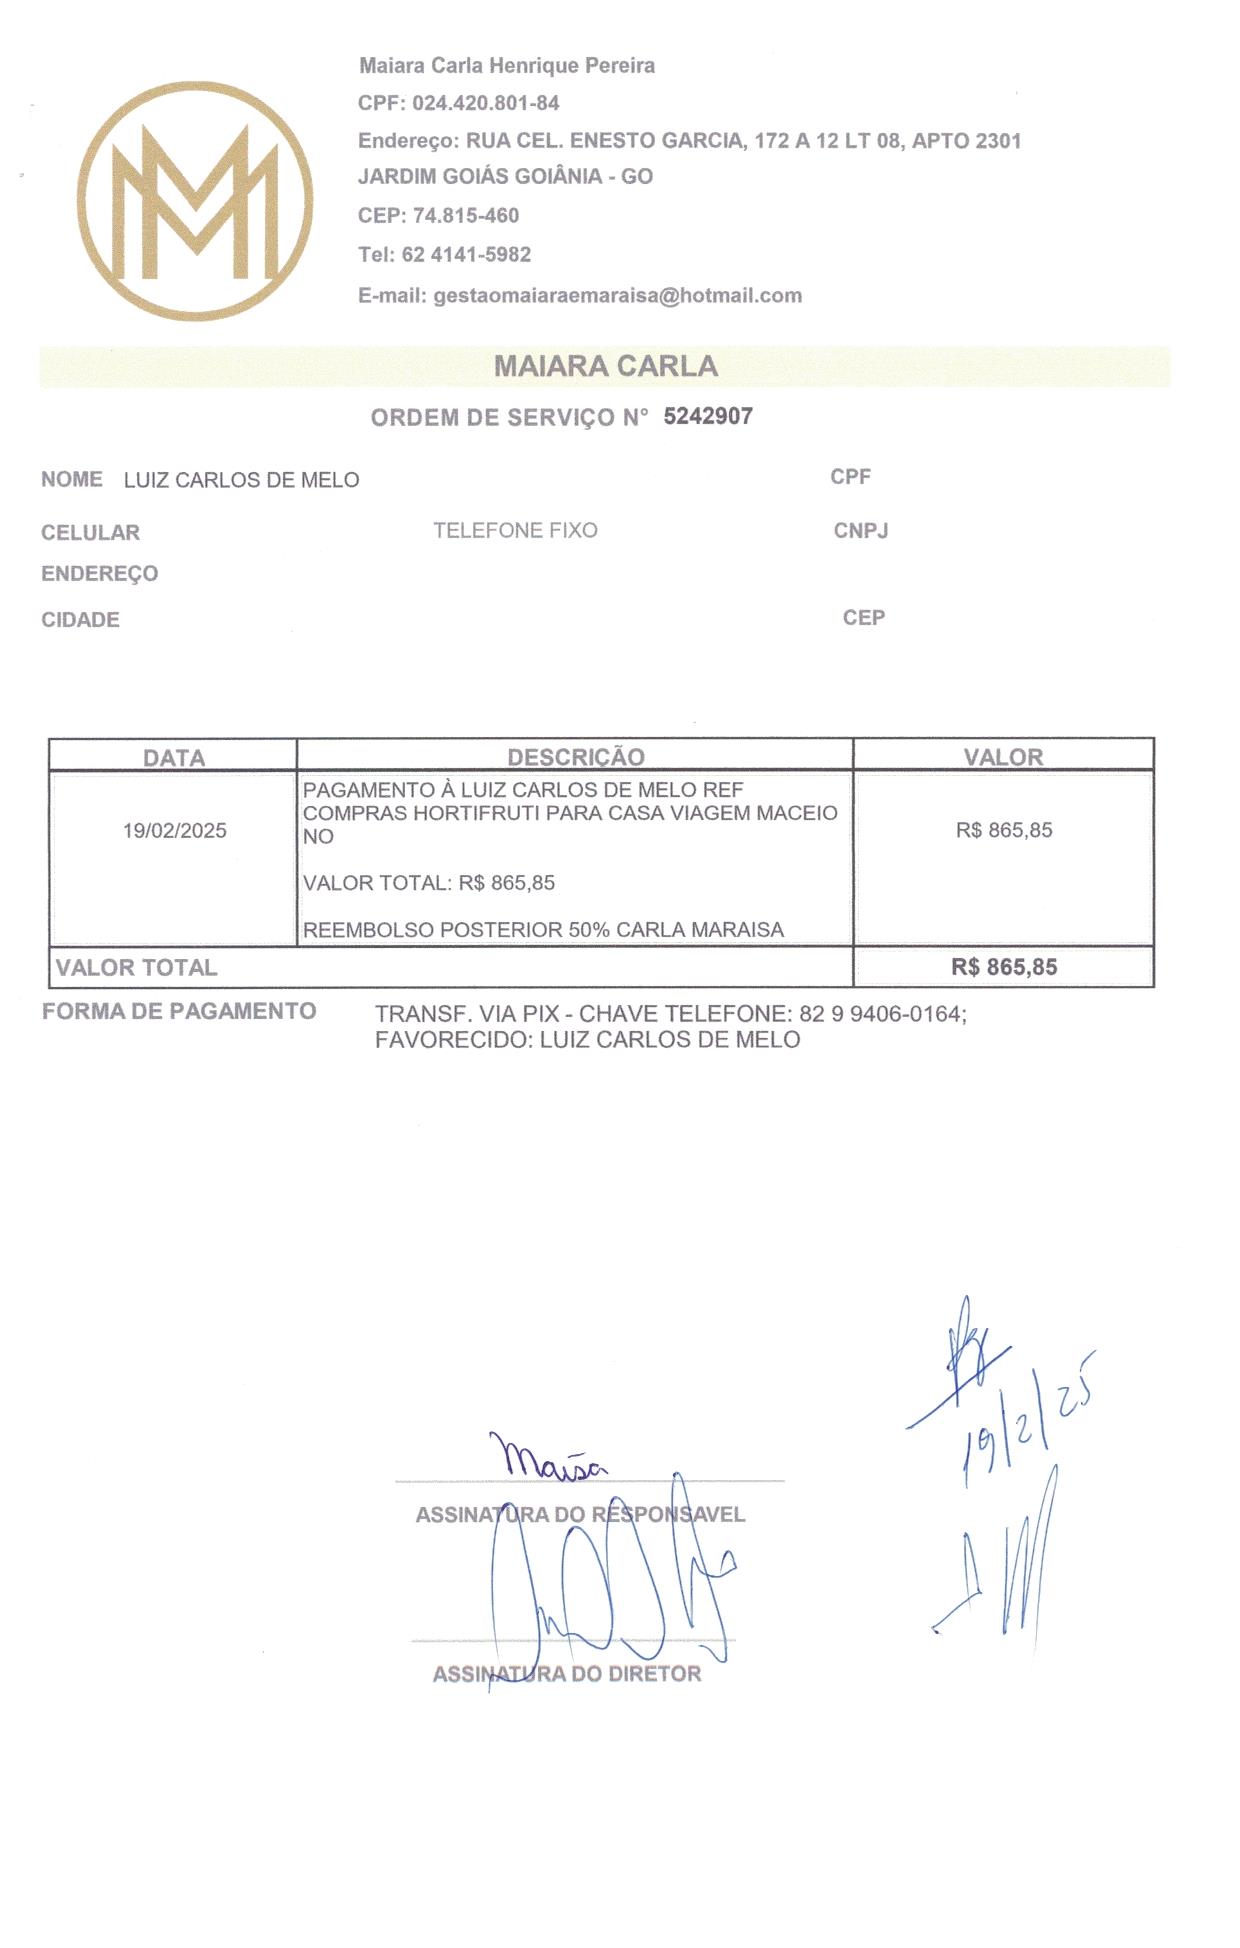 Maiara Carla Henrique Pereira
CPF: 024.420.801-84
Endereço: RUA CEL. ENESTO GARCIA, 172 A 12 LT 08, APTO 2301
JARDIM GOIÁS GOIÂNIA - GO
CEP: 74.815-460
Tel: 62 4141-5982
E-mail: gestaomaiaraemaraisa@hotmail.com
MAIARA CARLA
ORDEM DE SERVIÇO N° 5242907
NOME LUIZ CARLOS DE MELO CPF
CELULAR TELEFONE FIXO CNPJ
ENDEREÇO
CIDADE CEP
DATA DESCRIÇÃO VALOR
PAGAMENTO À LUIZ CARLOS DE MELO REF
COMPRAS HORTIFRUTI PARA CASA VIAGEM MACEIO
19/02/2025 NO R$ 865,85
VALOR TOTAL: R$ 865,85
REEMBOLSO POSTERIOR 50% CARLA MARAISA
VALOR TOTAL R$ 865,85
FORMA DE PAGAMENTO TRANSF. VIA PIX - CHAVE TELEFONE: 82 9 9406-0164;
FAVORECIDO: LUIZ CARLOS DE MELO
19/2/25
Maísa
ASSINATURA DO RESPONSAVEL
ASSINATURA DO DIRETOR